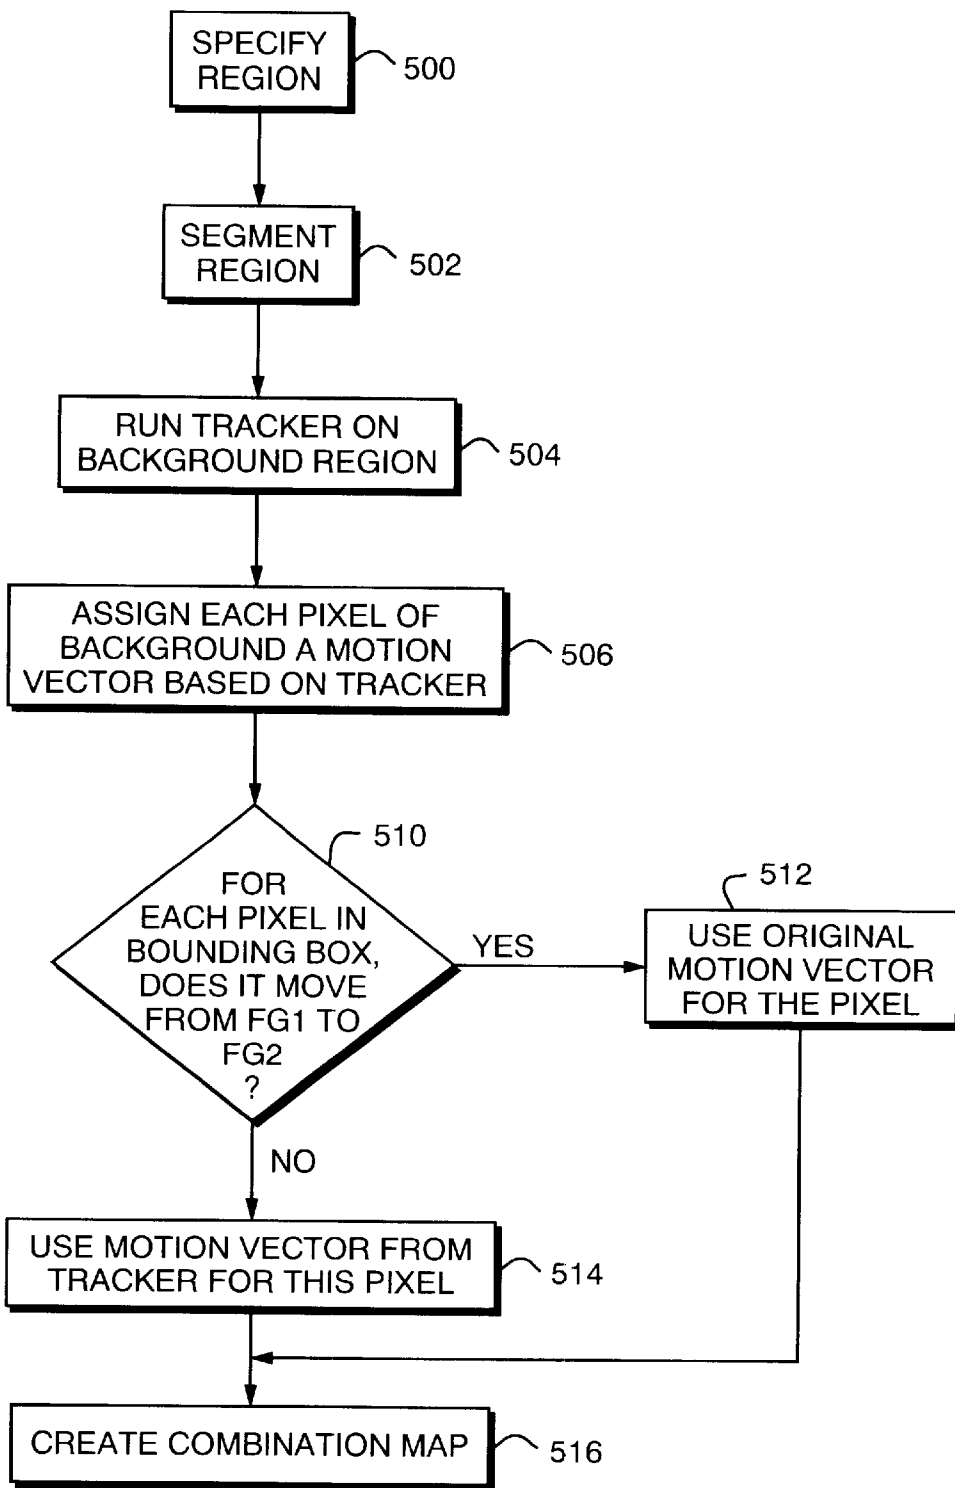 SPECIFY
REGION
500
SEGMENT
REGION
502
RUN TRACKER ON
BACKGROUND REGION
504
ASSIGN EACH PIXEL OF
BACKGROUND A MOTION
VECTOR BASED ON TRACKER
506
510
FOR
EACH PIXEL IN
BOUNDING BOX,
DOES IT MOVE
FROM FG1 TO
FG2
?
YES
512
USE ORIGINAL
MOTION VECTOR
FOR THE PIXEL
NO
USE MOTION VECTOR FROM
TRACKER FOR THIS PIXEL
514
CREATE COMBINATION MAP
516